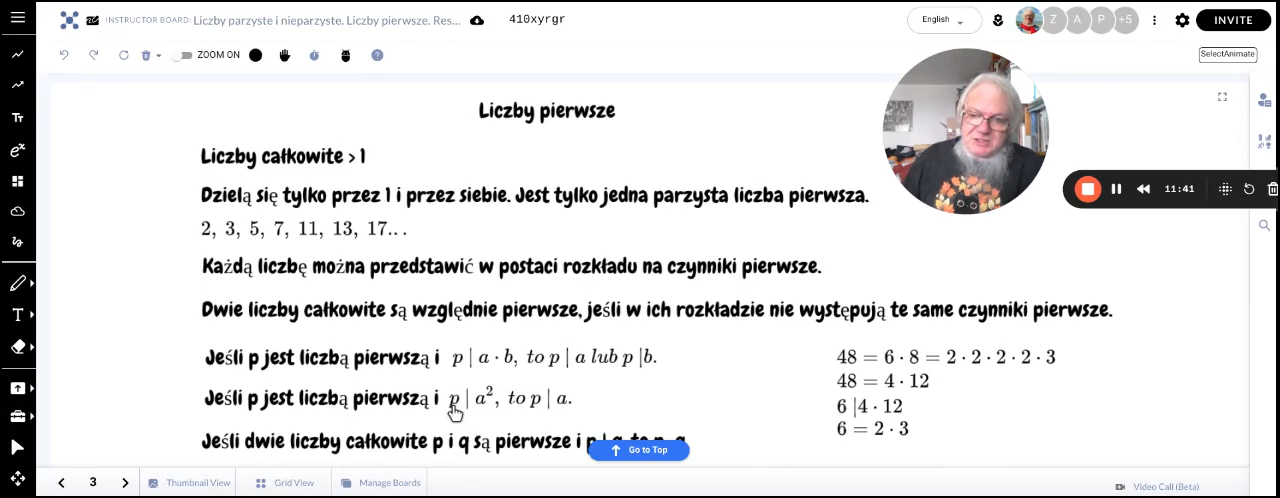 INSTRUCTOR BOARD: Liczby parzyste i nieparzyste. Liczby pierwsze. Res...
410xyrgr
English
Z A P +5
INVITE
ZOOM ON
SelectAnimate
Liczby pierwsze
Liczby całkowite > 1
Dzielą się tylko przez 1 i przez siebie. Jest tylko jedna parzysta liczba pierwsza.
11:41
2, 3, 5, 7, 11, 13, 17...
Każdą liczbę można przedstawić w postaci rozkładu na czynniki pierwsze.
Dwie liczby całkowite są względnie pierwsze, jeśli w ich rozkładzie nie występują te same czynniki pierwsze.
Jeśli p jest liczbą pierwszą i p | a · b, to p | a lub p |b.
Jeśli p jest liczbą pierwszą i p | a², to p | a.
Jeśli dwie liczby całkowite p i q są pierwsze i
48 = 6 · 8 = 2 · 2 · 2 · 2 · 3
48 = 4 · 12
6 |4 · 12
6 = 2 · 3
Go to Top
3
Thumbnail View
Grid View
Manage Boards
Video Call (Beta)